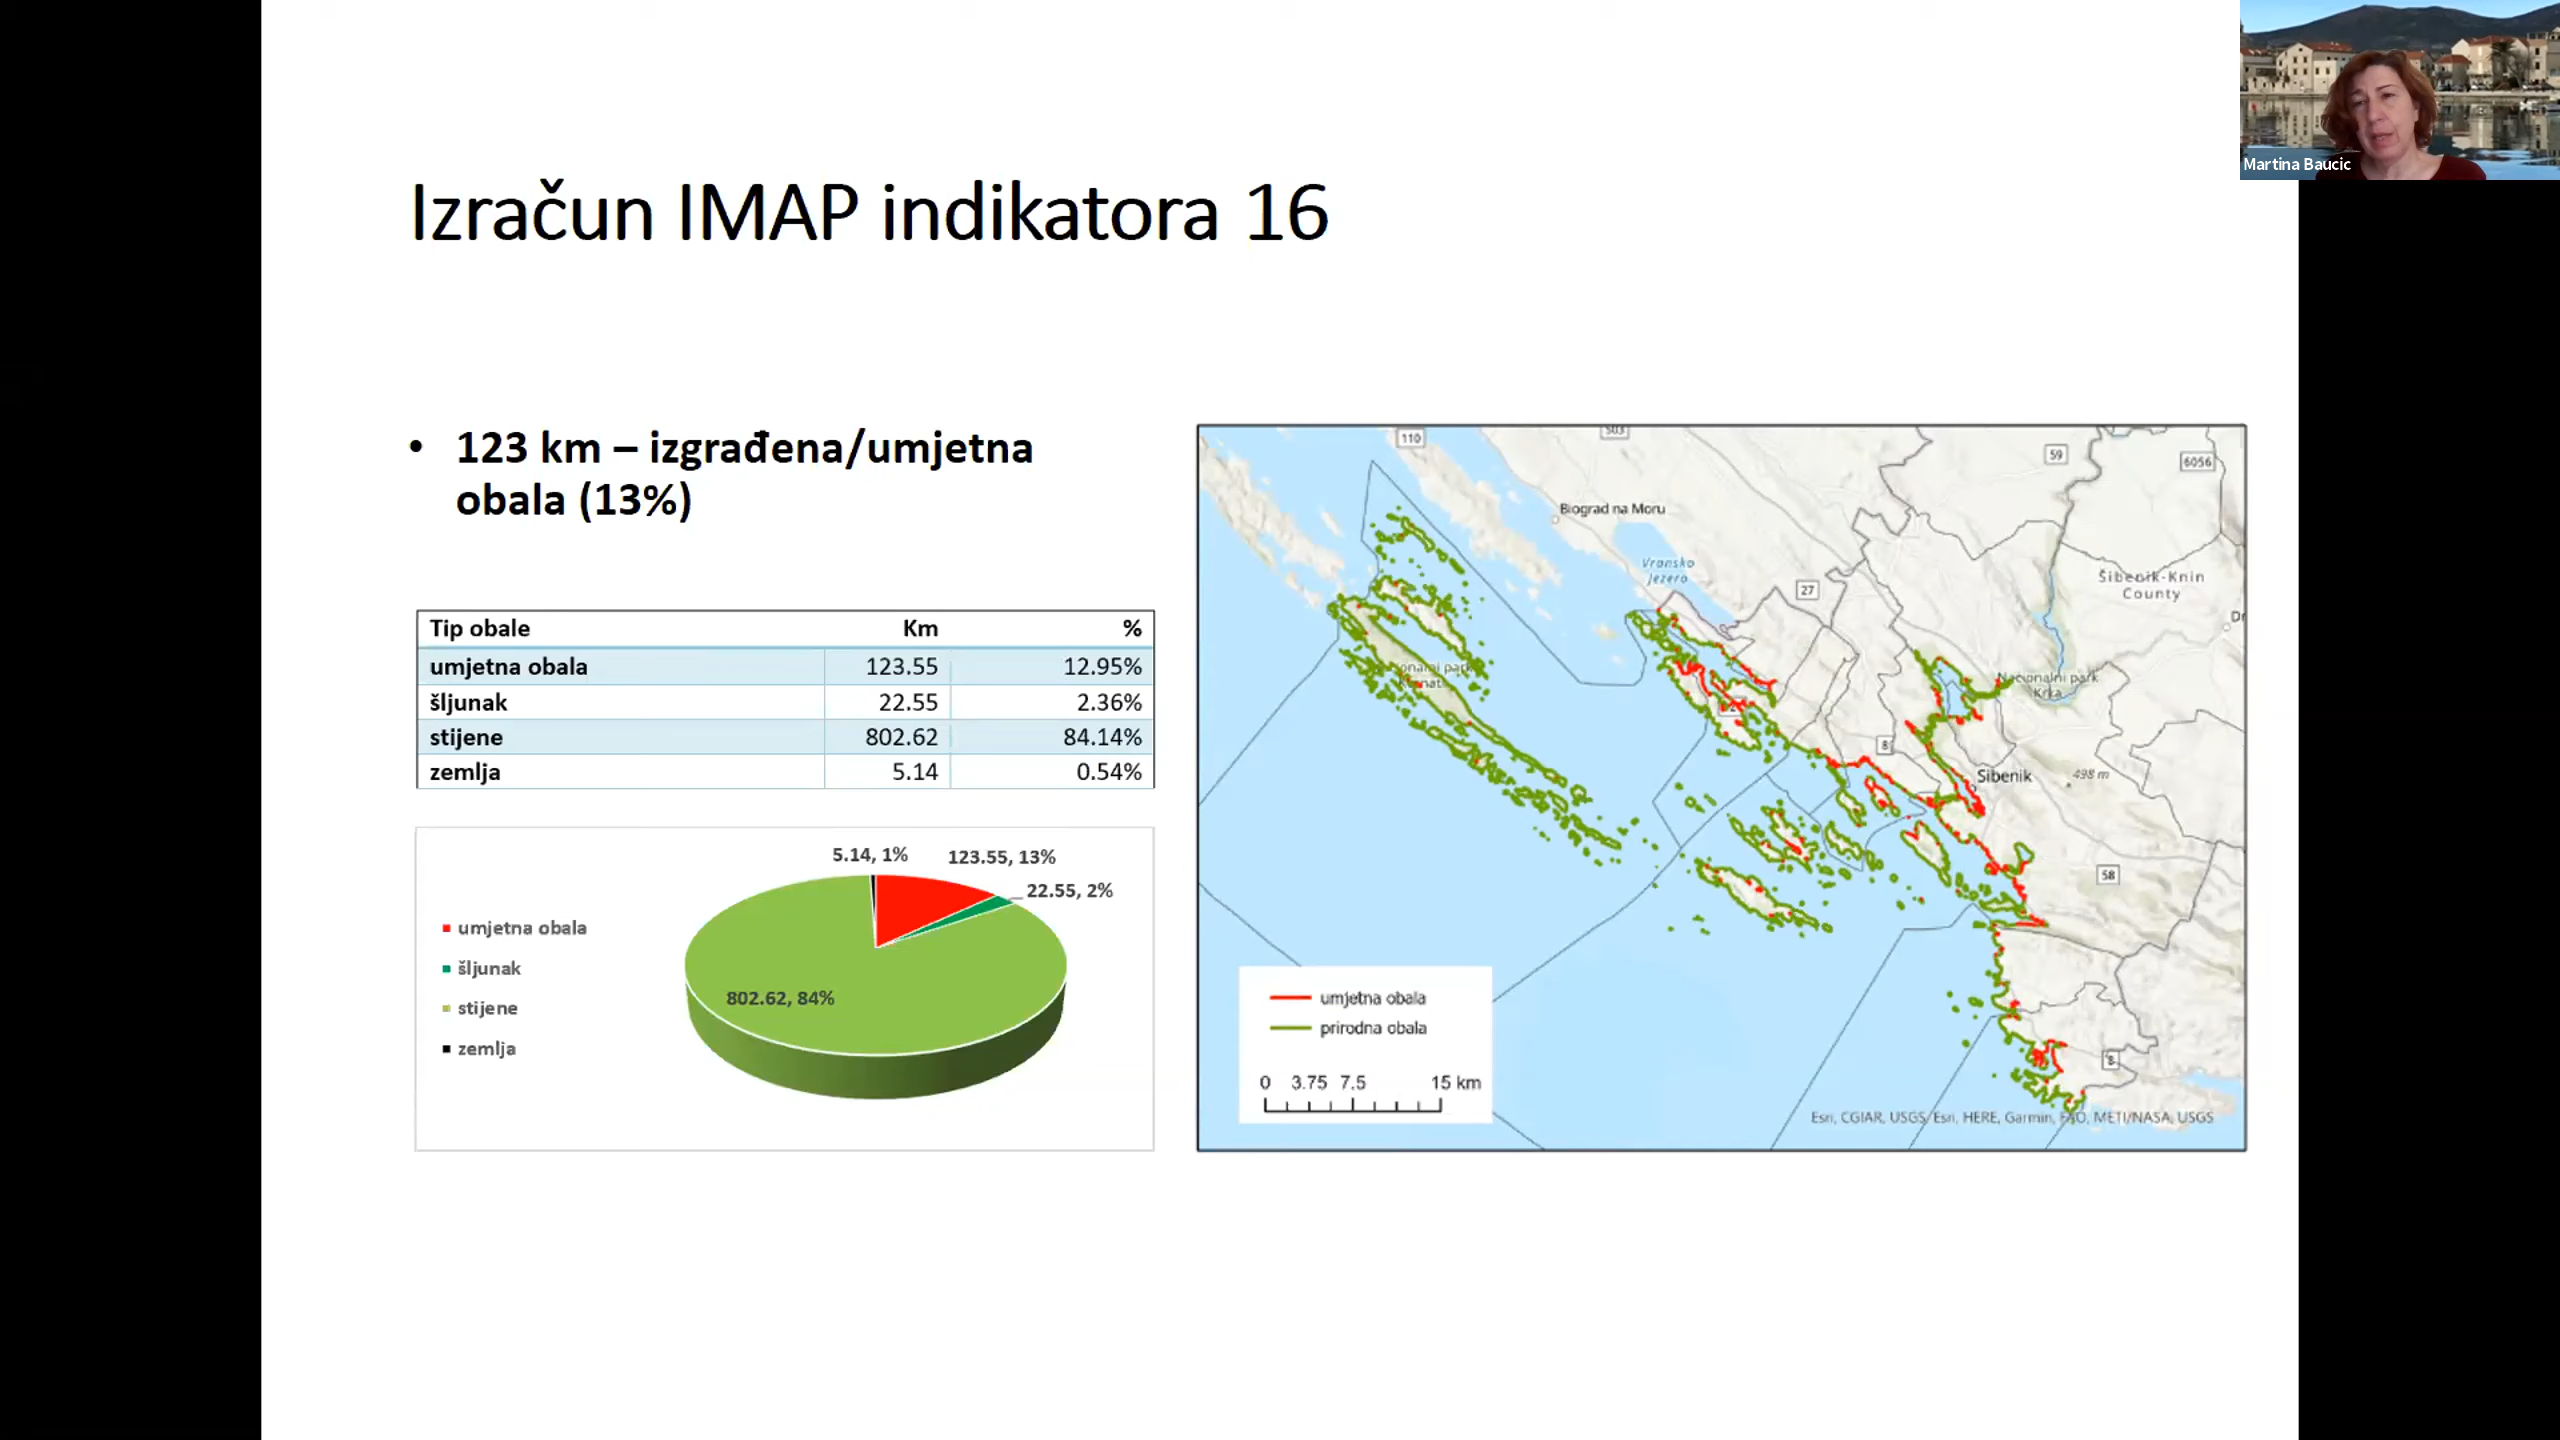 Martina Baucic
Izračun IMAP indikatora 16
• 123 km – izgrađena/umjetna
obala (13%)
Tip obale Km %
umjetna obala 123.55 12.95%
šljunak 22.55 2.36%
stijene 802.62 84.14%
zemlja 5.14 0.54%
5.14, 1%
123.55, 13%
22.55, 2%
802.62, 84%
umjetna obala
šljunak
stijene
zemlja
110
503
59
6056
Biograd na Moru
Vransko
Jezero
27
Šibenik-Knin
County
Nacionalni park
Krka
8
Šibenik
498 m
58
8
umjetna obala
prirodna obala
0 3.75 7.5 15 km
Esri, CGIAR, USGS/Esri, HERE, Garmin, FAO, METI/NASA, USGS